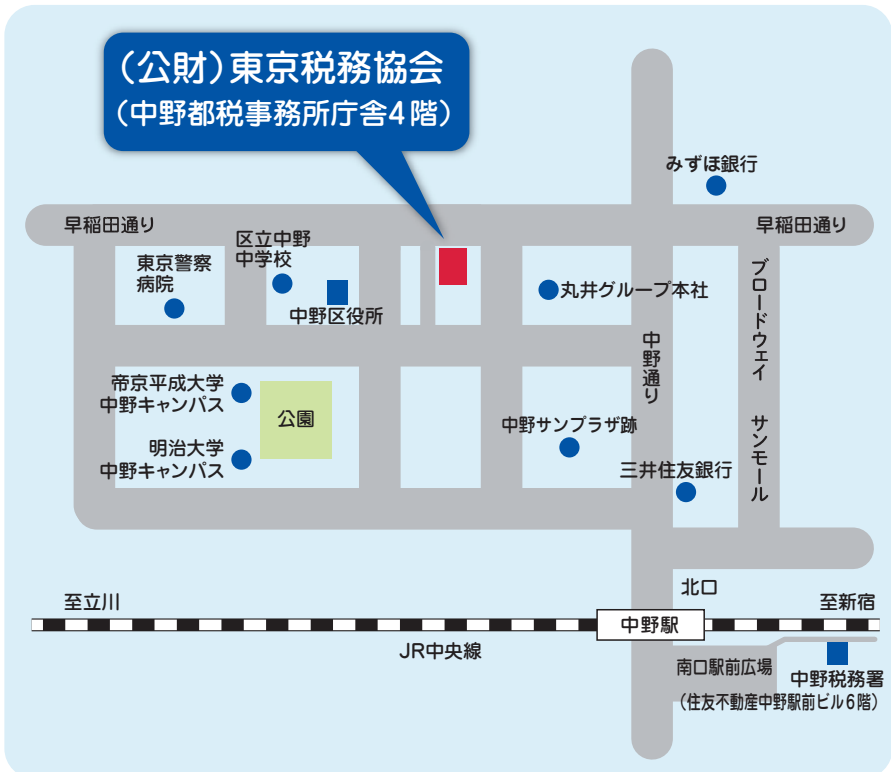 （公財）東京税務協会
（中野都税事務所庁舎4階）
みずほ銀行
早稲田通り
早稲田通り
区立中野
中学校
東京警察
病院
中野区役所
丸井グループ本社
ブロードウェイ
サンモール
中野通り
帝京平成大学
中野キャンパス
公園
明治大学
中野キャンパス
中野サンプラザ跡
三井住友銀行
北口
至立川
至新宿
中野駅
JR中央線
南口駅前広場
中野税務署
（住友不動産中野駅前ビル6階）